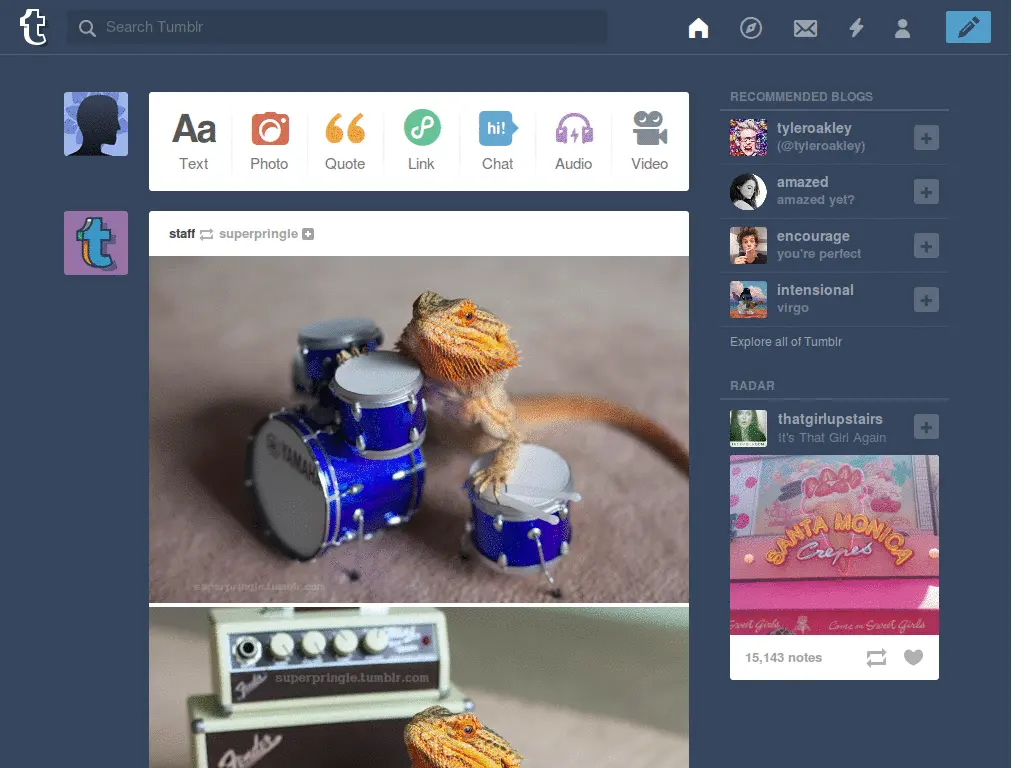 t
Search Tumblr
Aa
Text
Photo
Quote
Link
hi!
Chat
Audio
Video
t
staff superpringle
YAMAHA
superpringle.tumblr.com
superpringle.tumblr.com
Fender
Fender
RECOMMENDED BLOGS
tyleroakley
(@tyleroakley)
amazed
amazed yet?
encourage
you're perfect
intensional
virgo
Explore all of Tumblr
RADAR
thatgirlupstairs
It's That Girl Again
SANTA MONICA
Crepes
Sweet Girls
Come on Sweet Girls
15,143 notes